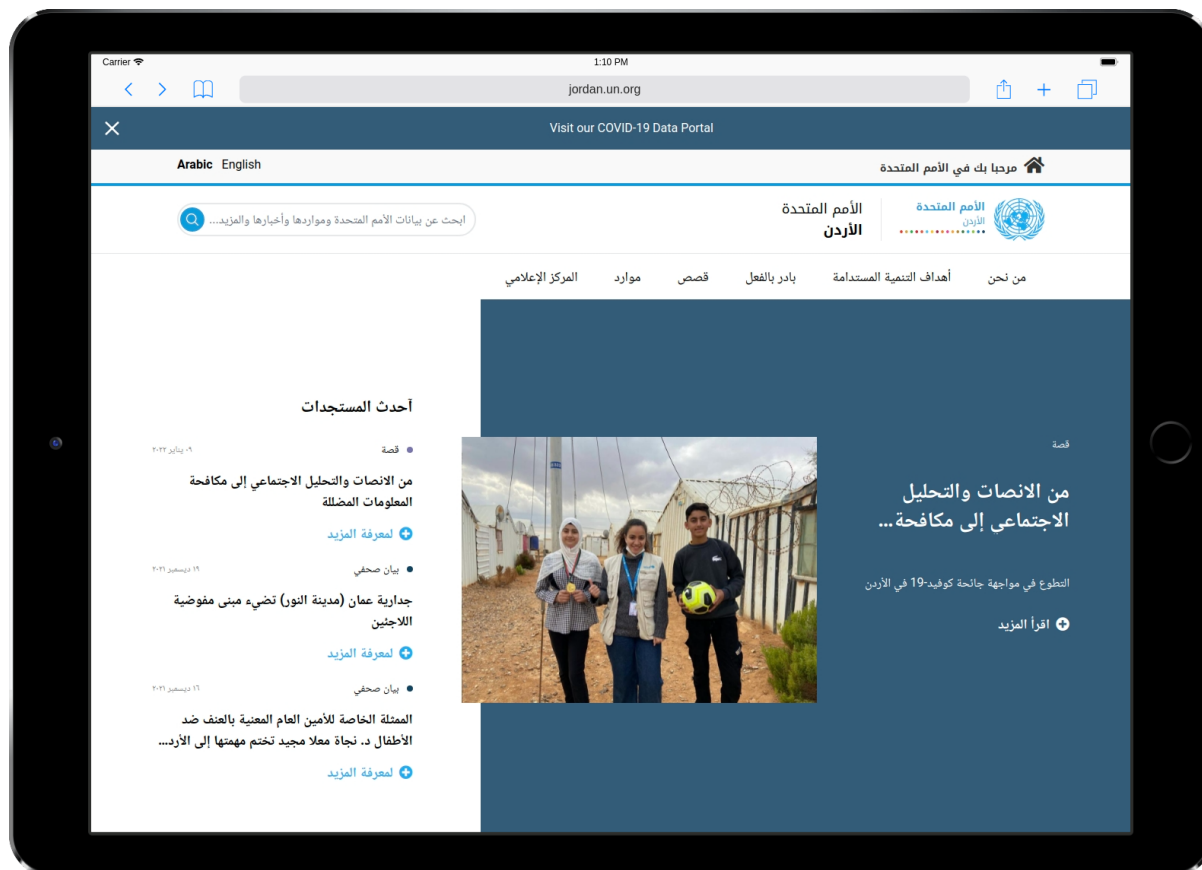 Carrier
1:10 PM
jordan.un.org
Visit our COVID-19 Data Portal
مرحبا بك في الأمم المتحدة
Arabic English
الأمم المتحدة
الأردن
الأمم المتحدة
الأردن
ابحث عن بيانات الأمم المتحدة ومواردها وأخبارها والمزيد...
من نحن
أهداف التنمية المستدامة
بادر بالفعل
قصص
موارد
المركز الإعلامي
قصة
من الانصات والتحليل
الاجتماعي إلى مكافحة...
التطوع في مواجهة جائحة كوفيد-19 في الأردن
اقرأ المزيد
آحدث المستجدات
قصة
٠٩ يناير ٢٠٢٢
من الانصات والتحليل الاجتماعي إلى مكافحة
المعلومات المضللة
لمعرفة المزيد
بيان صحفي
١٩ ديسمبر ٢٠٢١
جدارية عمان (مدينة النور) تضيء مبنى مفوضية
اللاجئين
لمعرفة المزيد
بيان صحفي
١٦ ديسمبر ٢٠٢١
الممثلة الخاصة للأمين العام المعنية بالعنف ضد
الأطفال د. نجاة معلا مجيد تختم مهمتها إلى الأرد...
لمعرفة المزيد